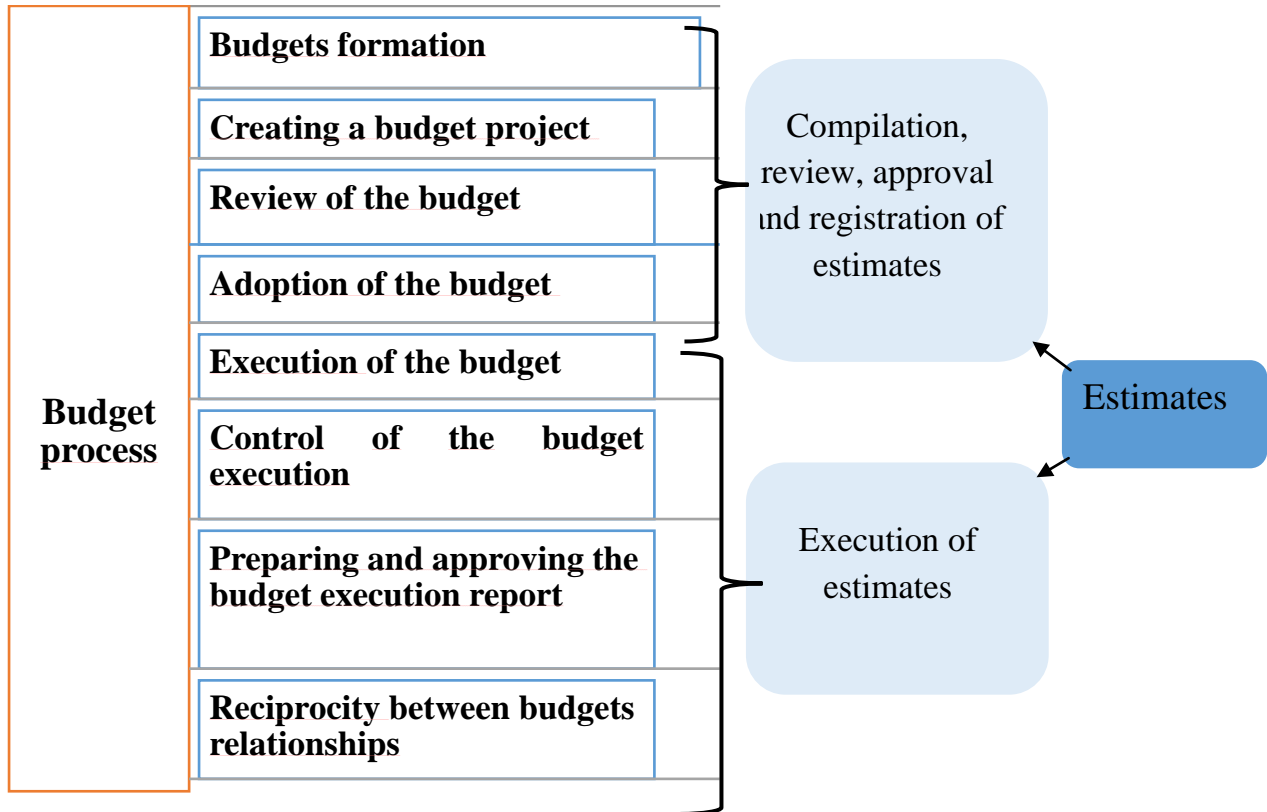 Budgets formation
Creating a budget project
Review of the budget
Adoption of the budget
Execution of the budget
Control of the budget
execution
Preparing and approving the
budget execution report
Reciprocity between budgets
relationships
Budget
process
Compilation,
review, approval
and registration of
estimates
Execution of
estimates
Estimates